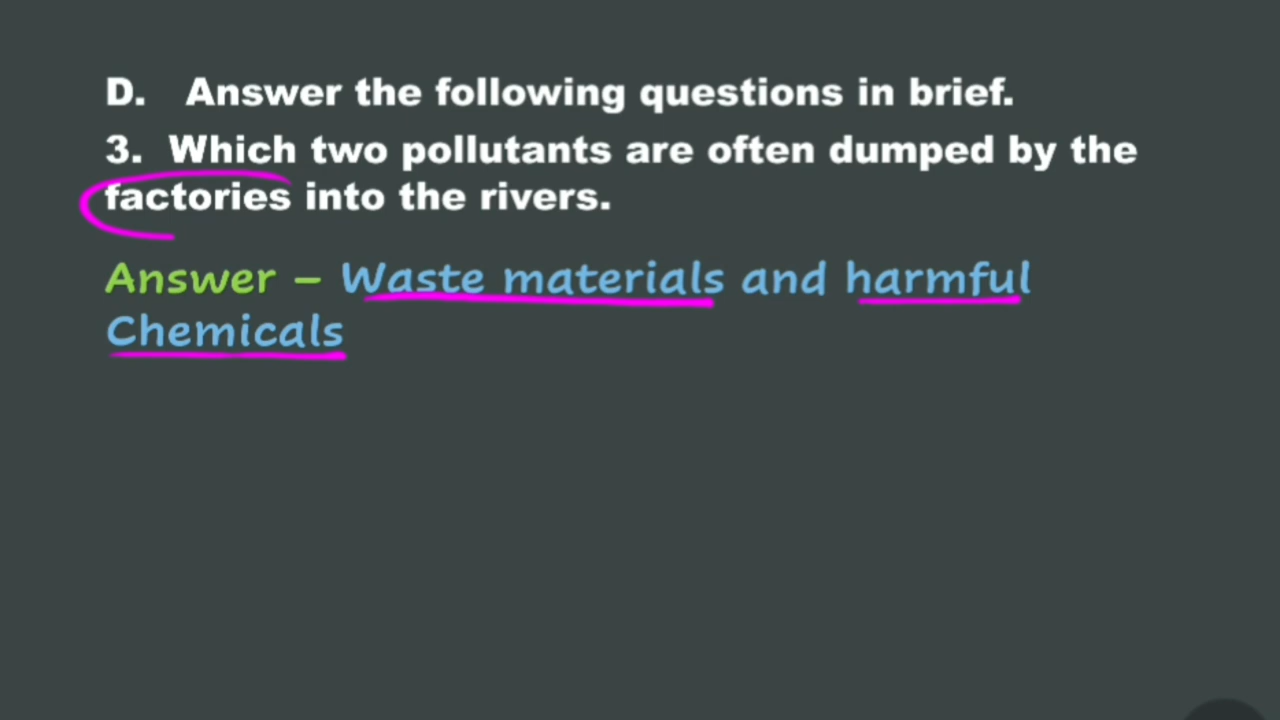 D. Answer the following questions in brief.
3. Which two pollutants are often dumped by the
factories into the rivers.
Answer – Waste materials and harmful
Chemicals